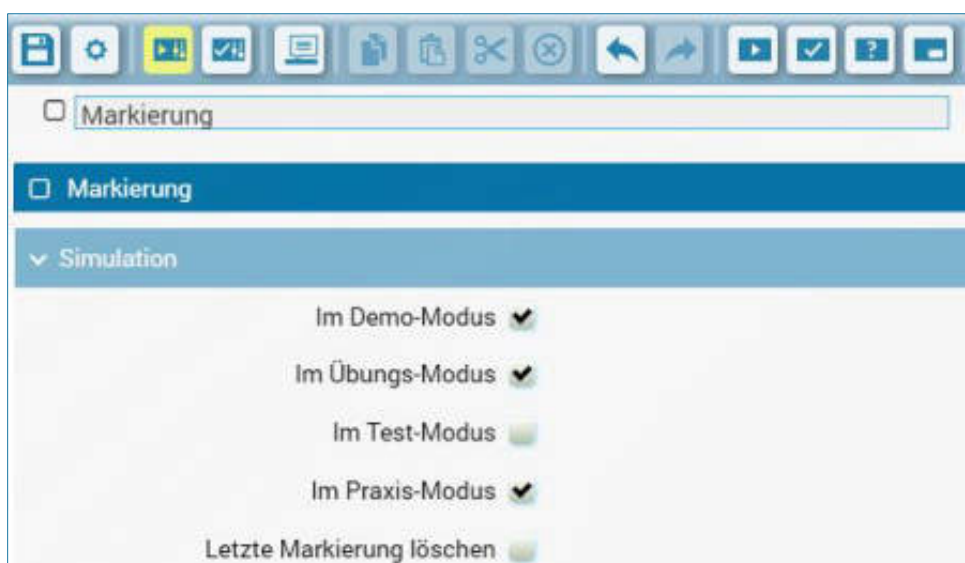 Markierung
Markierung
Simulation
Im Demo-Modus
Im Übungs-Modus
Im Test-Modus
Im Praxis-Modus
Letzte Markierung löschen